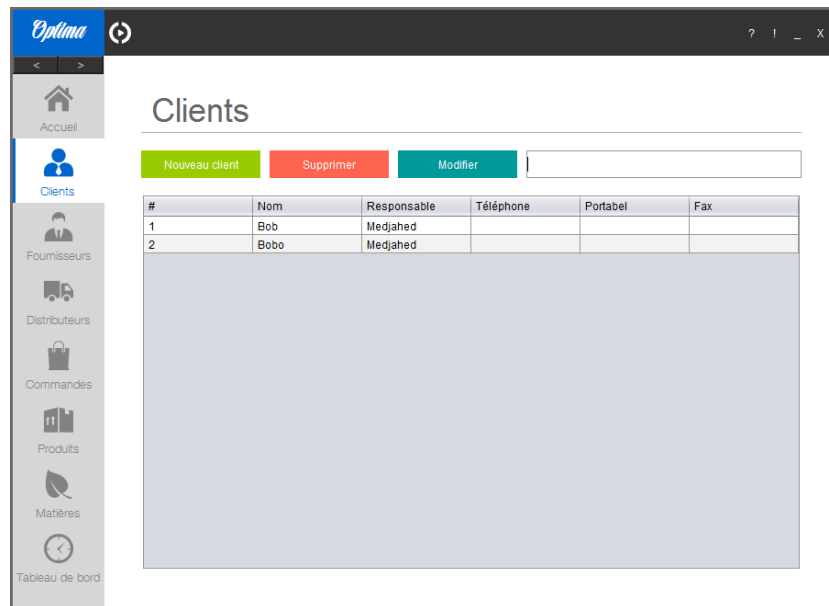 Optima
? ! _ X
< >
Accueil
Clients
Fournisseurs
Distributeurs
Commandes
Produits
Matières
Tableau de bord
Clients
Nouveau client Supprimer Modifier
# Nom Responsable Téléphone Portabel Fax
1 Bob Medjahed
2 Bobo Medjahed